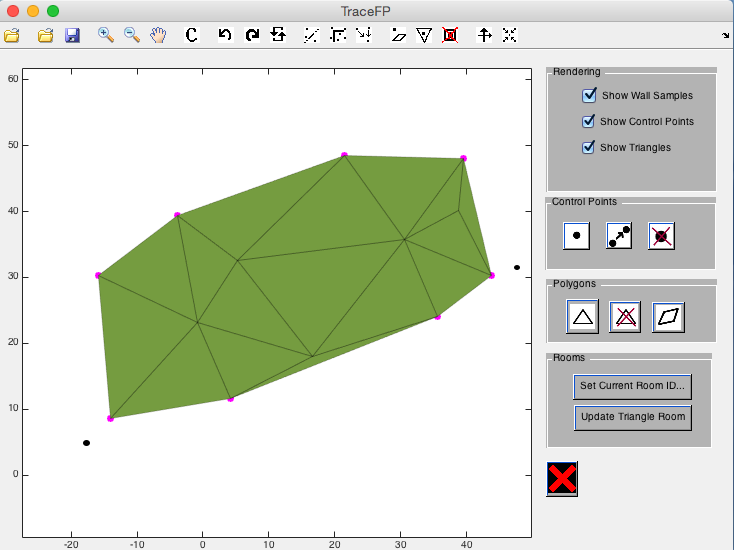 TraceFP
C
60
50
40
30
20
10
0
-20
-10
0
10
20
30
40
Rendering
Show Wall Samples
Show Control Points
Show Triangles
Control Points
Polygons
Rooms
Set Current Room ID...
Update Triangle Room